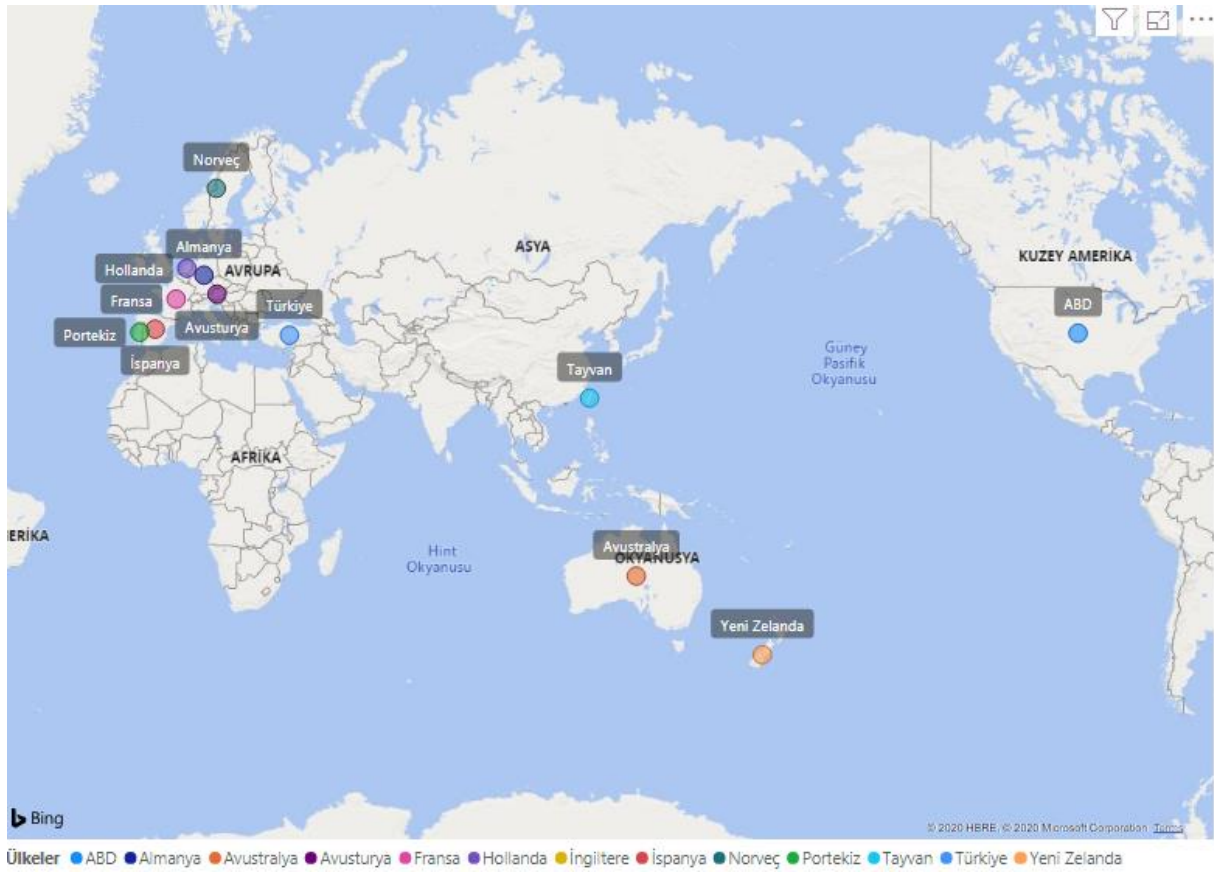 Norveç
Almanya
ASYA
Hollanda
AVRUPA
KUZEY AMERİKA
Fransa
Türkiye
ABD
Portekiz
Avusturya
İspanya
Güney
Pasifik
Okyanusu
Tayvan
AFRİKA
ERİKA
Avustralya
OKYANUSYA
Hint
Okyanusu
Yeni Zelanda
Bing
© 2020 HERE, © 2020 Microsoft Corporation Terms
Ülkeler ABD Almanya Avustralya Avusturya Fransa Hollanda İngiltere İspanya Norveç Portekiz Tayvan Türkiye Yeni Zelanda